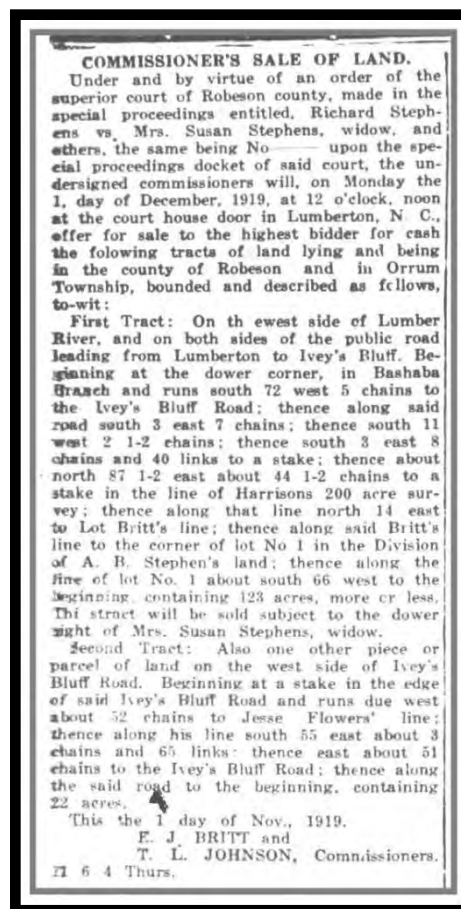 COMMISSIONER'S SALE OF LAND.
Under and by virtue of an order of the
superior court of Robeson county, made in the
special proceedings entitled, Richard Steph-
ens vs. Mrs. Susan Stephens, widow, and
others, the same being No—— upon the spe-
cial proceedings docket of said court, the un-
dersigned commissioners will, on Monday the
1, day of December, 1919, at 12 o'clock, noon
at the court house door in Lumberton, N. C.,
offer for sale to the highest bidder for cash
the folowing tracts of land lying and being
in the county of Robeson and in Orrum
Township, bounded and described as follows,
to-wit:
First Tract: On th ewest side of Lumber
River, and on both sides of the public road
leading from Lumberton to Ivey's Bluff. Be-
ginning at the dower corner, in Bashaba
Branch and runs south 72 west 5 chains to
the Ivey's Bluff Road; thence along said
road south 3 east 7 chains; thence south 11
west 2 1-2 chains; thence south 3 east 8
chains and 40 links to a stake; thence about
north 87 1-2 east about 44 1-2 chains to a
stake in the line of Harrisons 200 acre sur-
vey; thence along that line north 14 east
to Lot Britt's line; thence along said Britt's
line to the corner of lot No 1 in the Division
of A. B. Stephen's land; thence along the
line of lot No. 1 about south 66 west to the
beginning, containing 123 acres, more cr less.
Thi stract will be sold subject to the dower
right of Mrs. Susan Stephens, widow.
Second Tract: Also one other piece or
parcel of land on the west side of Ivey's
Bluff Road. Beginning at a stake in the edge
of said Ivey's Bluff Road and runs due west
about 52 chains to Jesse Flowers' line;
thence along his line south 55 east about 3
chains and 65 links; thence east about 51
chains to the Ivey's Bluff Road; thence along
the said road to the beginning, containing
22 acres.
This the 1 day of Nov., 1919.
E. J. BRITT and
T. L. JOHNSON, Commissioners.
11 6 4 Thurs.